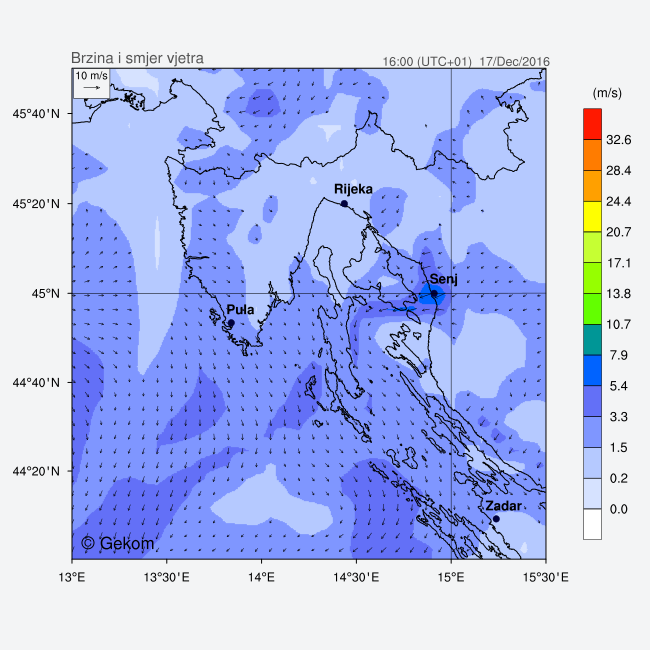 Brzina i smjer vjetra
16:00 (UTC+01) 17/Dec/2016
10 m/s
(m/s)
45°40'N
45°20'N
45°N
44°40'N
44°20'N
Rijeka
Senj
Pula
Zadar
© Gekom
13°E
13°30'E
14°E
14°30'E
15°E
15°30'E
32.6
28.4
24.4
20.7
17.1
13.8
10.7
7.9
5.4
3.3
1.5
0.2
0.0